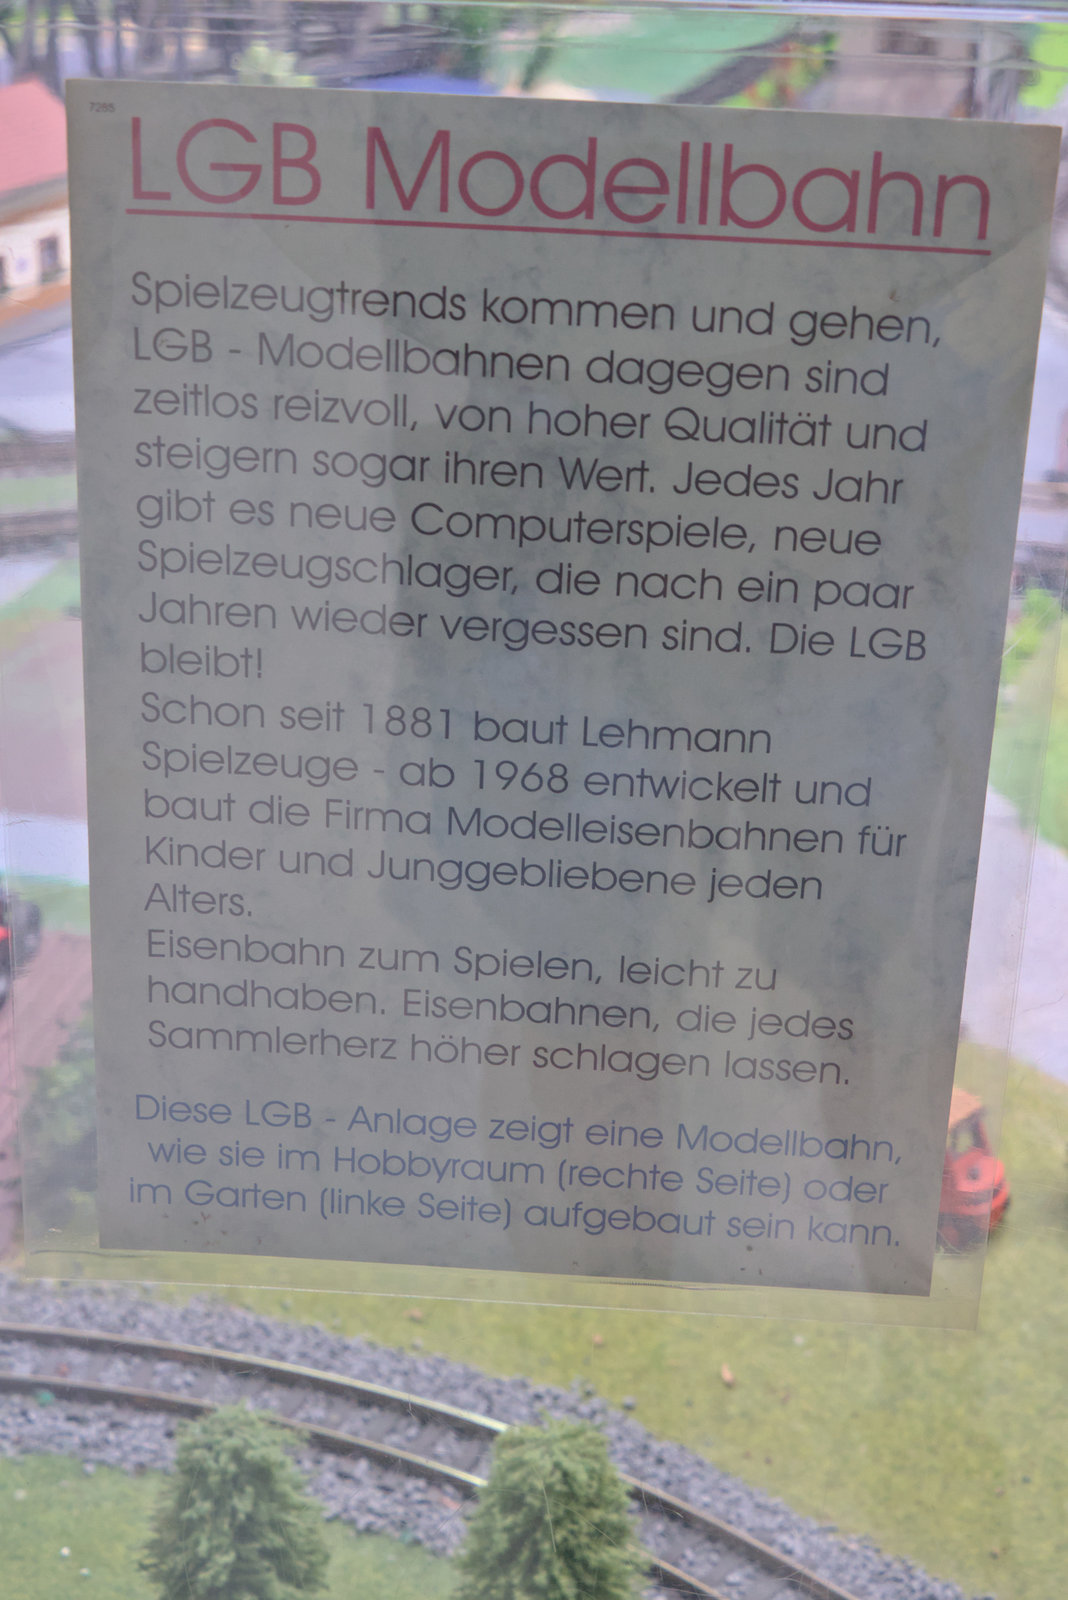 7285
LGB Modellbahn
Spielzeugtrends kommen und gehen,
LGB - Modellbahnen dagegen sind
zeitlos reizvoll, von hoher Qualität und
steigern sogar ihren Wert. Jedes Jahr
gibt es neue Computerspiele, neue
Spielzeugschlager, die nach ein paar
Jahren wieder vergessen sind. Die LGB
bleibt!
Schon seit 1881 baut Lehmann
Spielzeuge - ab 1968 entwickelt und
baut die Firma Modelleisenbahnen für
Kinder und Junggebliebene jeden
Alters.
Eisenbahn zum Spielen, leicht zu
handhaben. Eisenbahnen, die jedes
Sammlerherz höher schlagen lassen.
Diese LGB - Anlage zeigt eine Modellbahn,
wie sie im Hobbyraum (rechte Seite) oder
im Garten (linke Seite) aufgebaut sein kann.